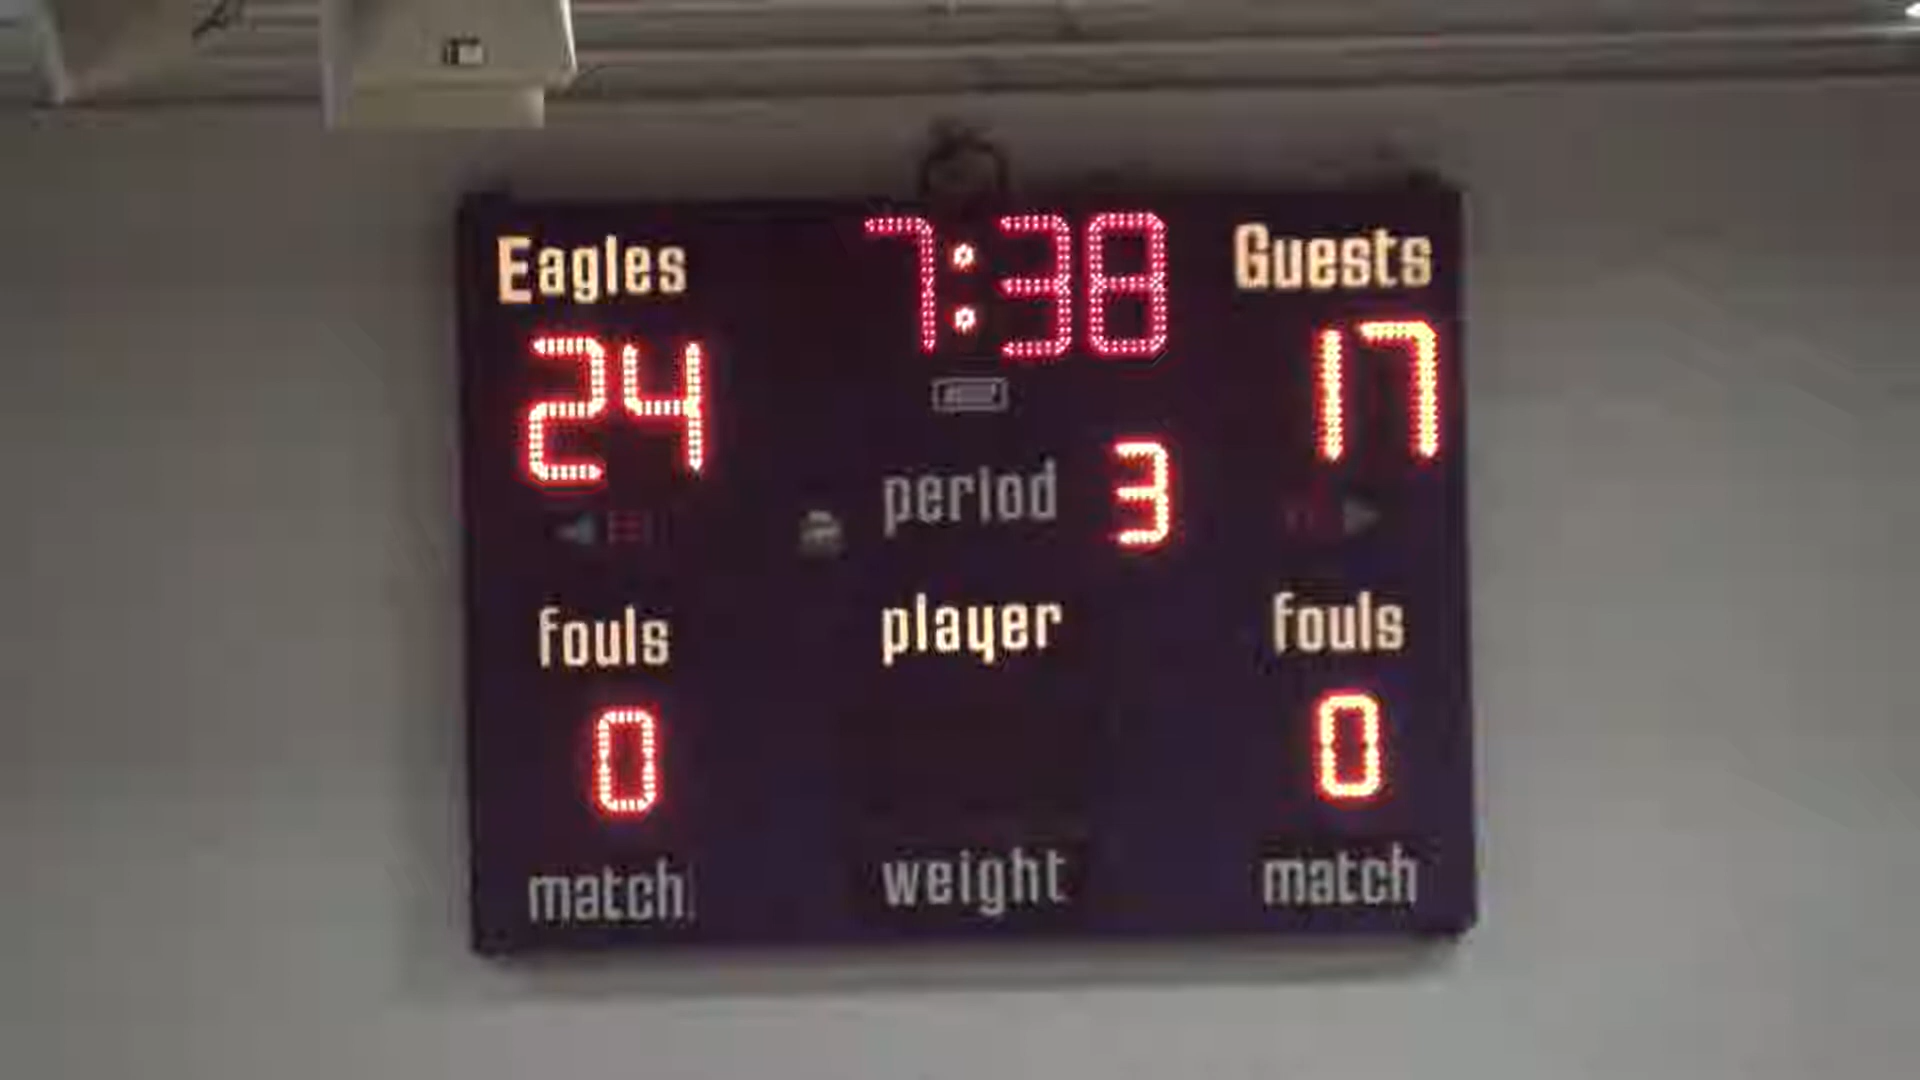 Eagles 7:38 Guests
24 17
period 3
fouls player fouls
0 0
match weight match